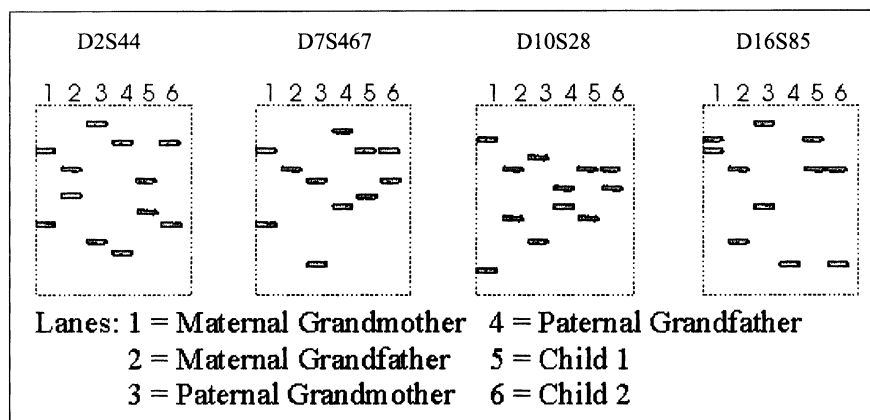 D2S44 D7S467 D10S28 D16S85
1 2 3 4 5 6 1 2 3 4 5 6 1 2 3 4 5 6 1 2 3 4 5 6
Lanes: 1 = Maternal Grandmother 4 = Paternal Grandfather
2 = Maternal Grandfather 5 = Child 1
3 = Paternal Grandmother 6 = Child 2